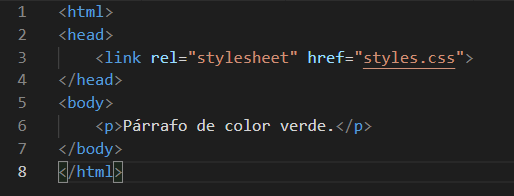 1 <html>
2 <head>
3 <link rel="stylesheet" href="styles.css">
4 </head>
5 <body>
6 <p>Párrafo de color verde.</p>
7 </body>
8 </html>